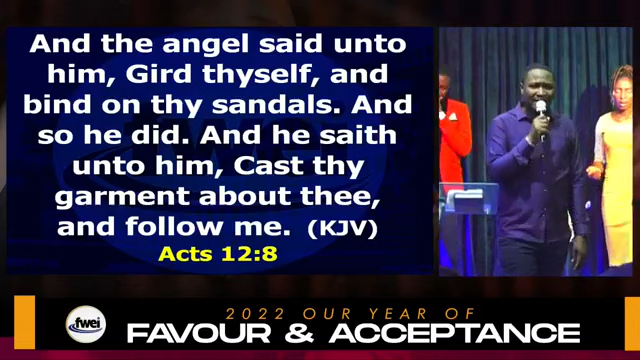 And the angel said unto
him, Gird thyself, and
bind on thy sandals. And
so he did. And he saith
unto him, Cast thy
garment about thee,
and follow me. (KJV)
Acts 12:8
fwei
2022 OUR YEAR OF
FAVOUR & ACCEPTANCE